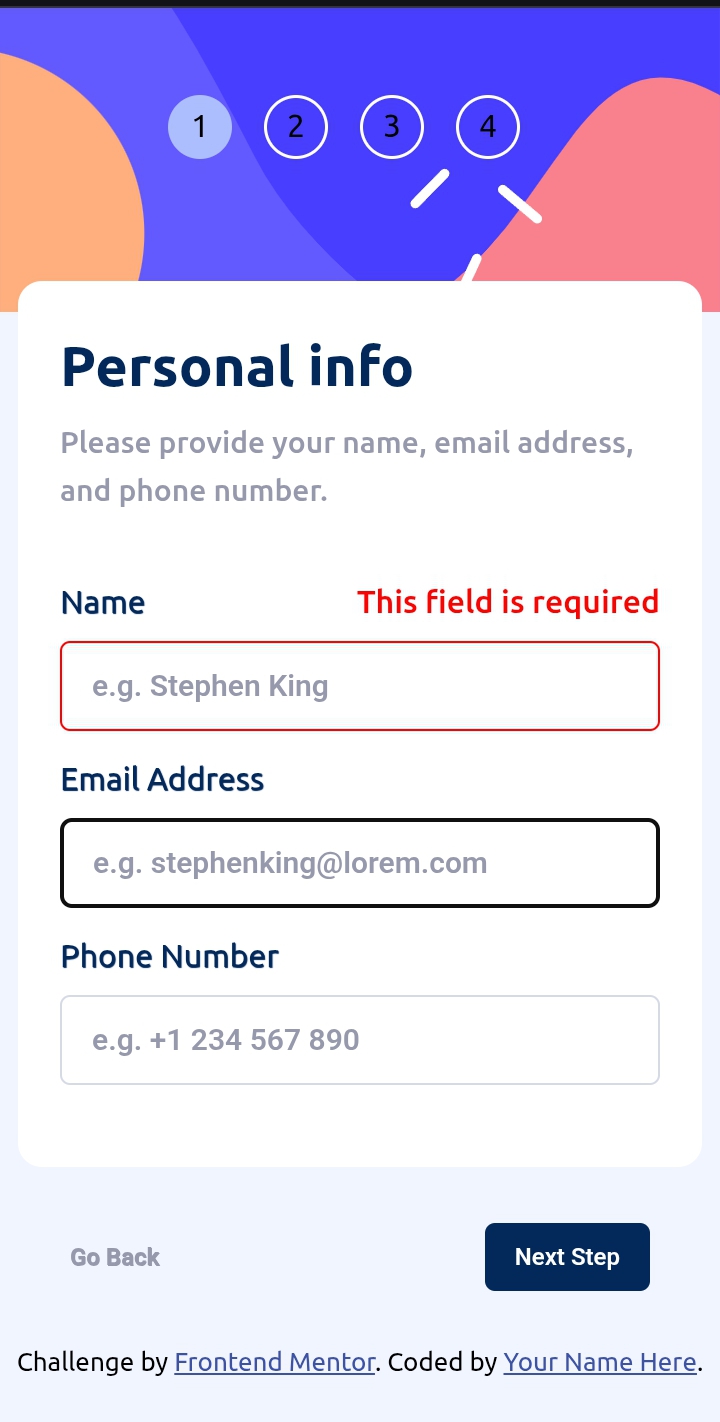 1 2 3 4
Personal info
Please provide your name, email address,
and phone number.
Name This field is required
e.g. Stephen King
Email Address
e.g. stephenking@lorem.com
Phone Number
e.g. +1 234 567 890
Go Back Next Step
Challenge by Frontend Mentor. Coded by Your Name Here.